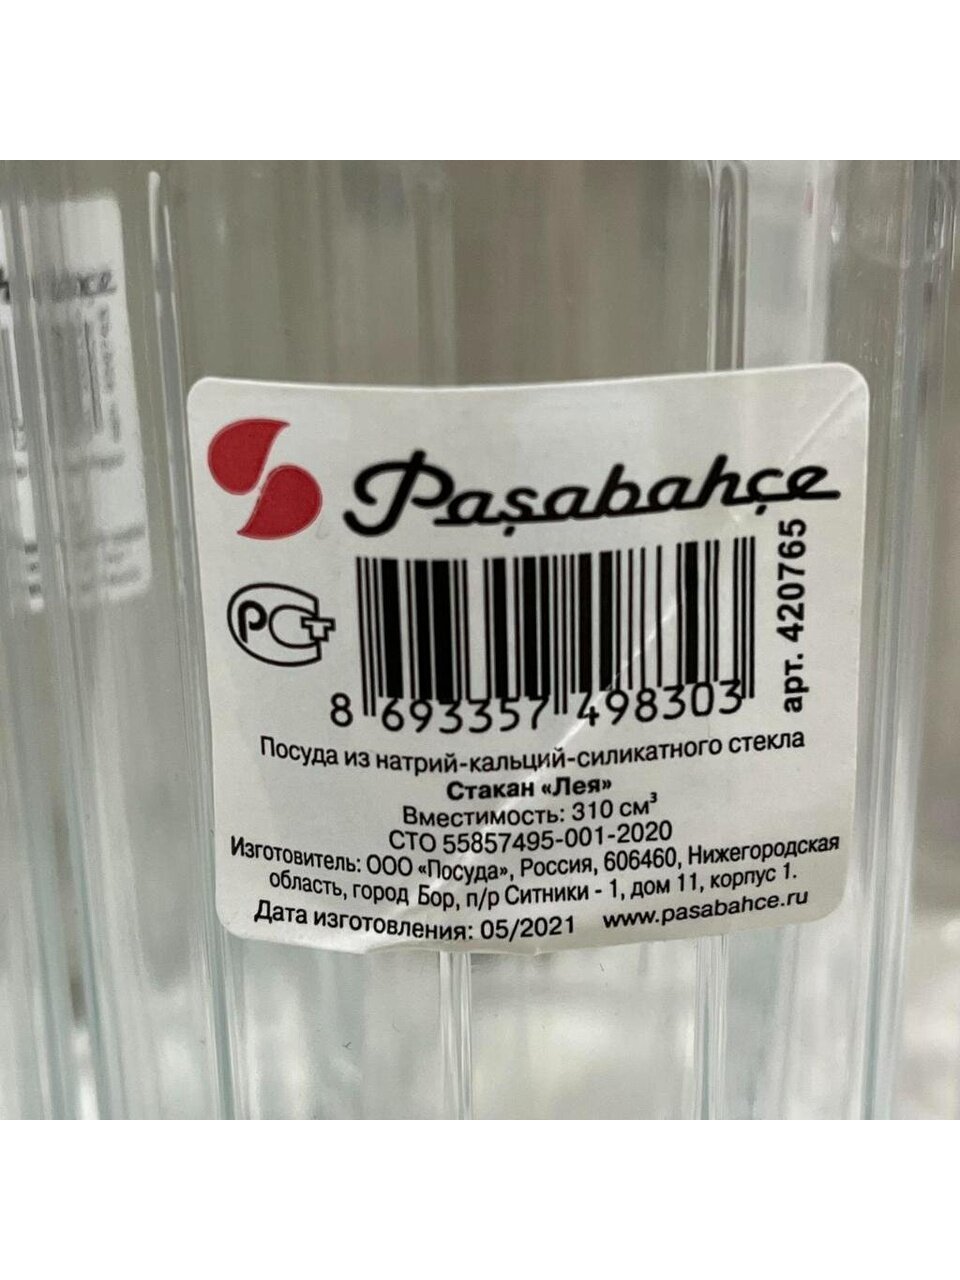 Paşabahçe
арт. 420765
РСТ
8 693357 498303
Посуда из натрий-кальций-силикатного стекла
Стакан «Лея»
Вместимость: 310 см³
СТО 55857495-001-2020
Изготовитель: ООО «Посуда», Россия, 606460, Нижегородская
область, город Бор, п/р Ситники - 1, дом 11, корпус 1.
Дата изготовления: 05/2021 www.pasabahce.ru